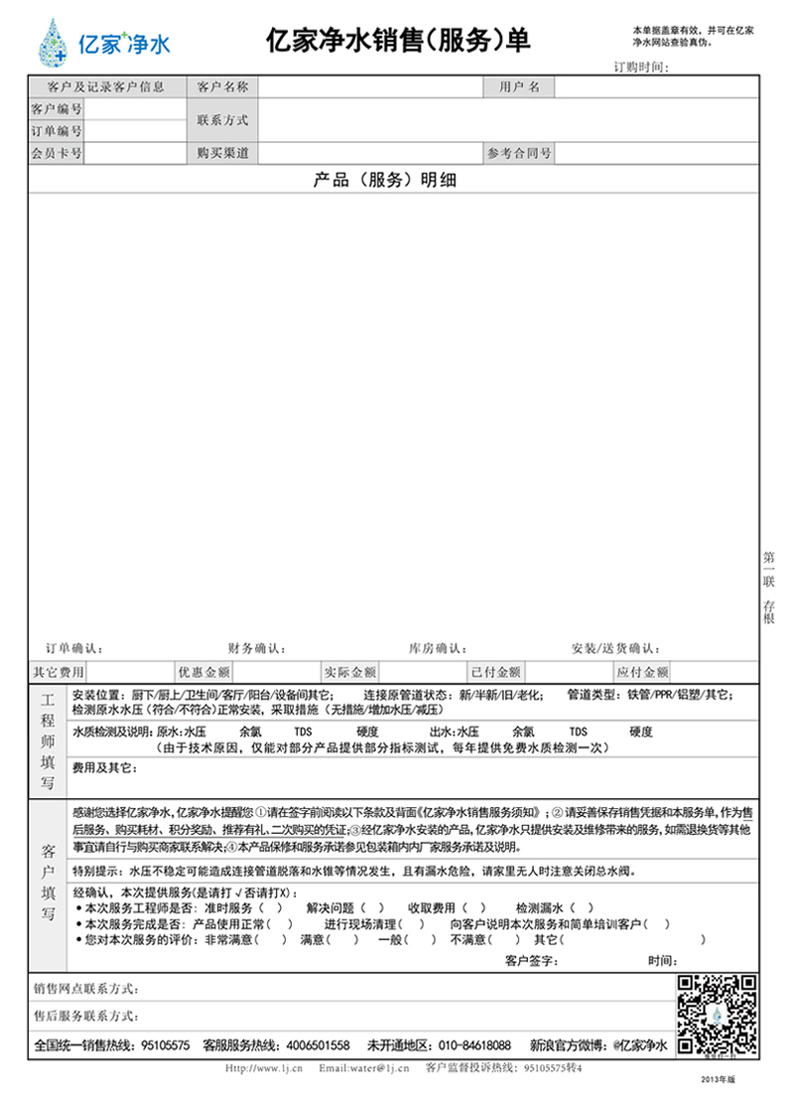 亿家净水
亿家净水销售(服务)单
本单据盖章有效，并可在亿家
净水网站查验真伪。
订购时间：
客户及记录客户信息 客户名称 用户名
客户编号 联系方式
订单编号
会员卡号 购买渠道 参考合同号
产品（服务）明细
第一联 存根
订单确认： 财务确认： 库房确认： 安装/送货确认：
其它费用 优惠金额 实际金额 已付金额 应付金额
工程师填写
安装位置：厨下/厨上/卫生间/客厅/阳台/设备间其它； 连接原管道状态：新/半新/旧/老化； 管道类型：铁管/PPR/铝塑/其它；
检测原水水压（符合/不符合）正常安装，采取措施（无措施/增加水压/减压）
水质检测及说明：原水：水压 余氯 TDS 硬度 出水：水压 余氯 TDS 硬度
（由于技术原因，仅能对部分产品提供部分指标测试，每年提供免费水质检测一次）
费用及其它：
客户填写
感谢您选择亿家净水，亿家净水提醒您①请在签字前阅读以下条款及背面《亿家净水销售服务须知》；②请妥善保存销售凭据和本服务单，作为售
后服务、购买耗材、积分奖励、推荐有礼、二次购买的凭证；③经亿家净水安装的产品，亿家净水只提供安装及维修带来的服务，如需退换货等其他
事宜请自行与购买商家联系解决；④本产品保修和服务承诺参见包装箱内内厂家服务承诺及说明。
特别提示：水压不稳定可能造成连接管道脱落和水锥等情况发生，且有漏水危险，请家里无人时注意关闭总水阀。
经确认，本次提供服务(是请打√否请打X)：
•本次服务工程师是否：准时服务（ ） 解决问题（ ） 收取费用（ ） 检测漏水（ ）
•本次服务完成是否：产品使用正常( ) 进行现场清理( ) 向客户说明本次服务和简单培训客户( )
•您对本次服务的评价：非常满意( ) 满意( ) 一般( ) 不满意( ) 其它( )
客户签字： 时间：
销售网点联系方式：
售后服务联系方式：
全国统一销售热线：95105575 客服服务热线：4006501558 未开通地区：010-84618088 新浪官方微博：@亿家净水
Http://www.1j.cn Email:water@1j.cn 客户监督投诉热线：95105575转4
2013年版